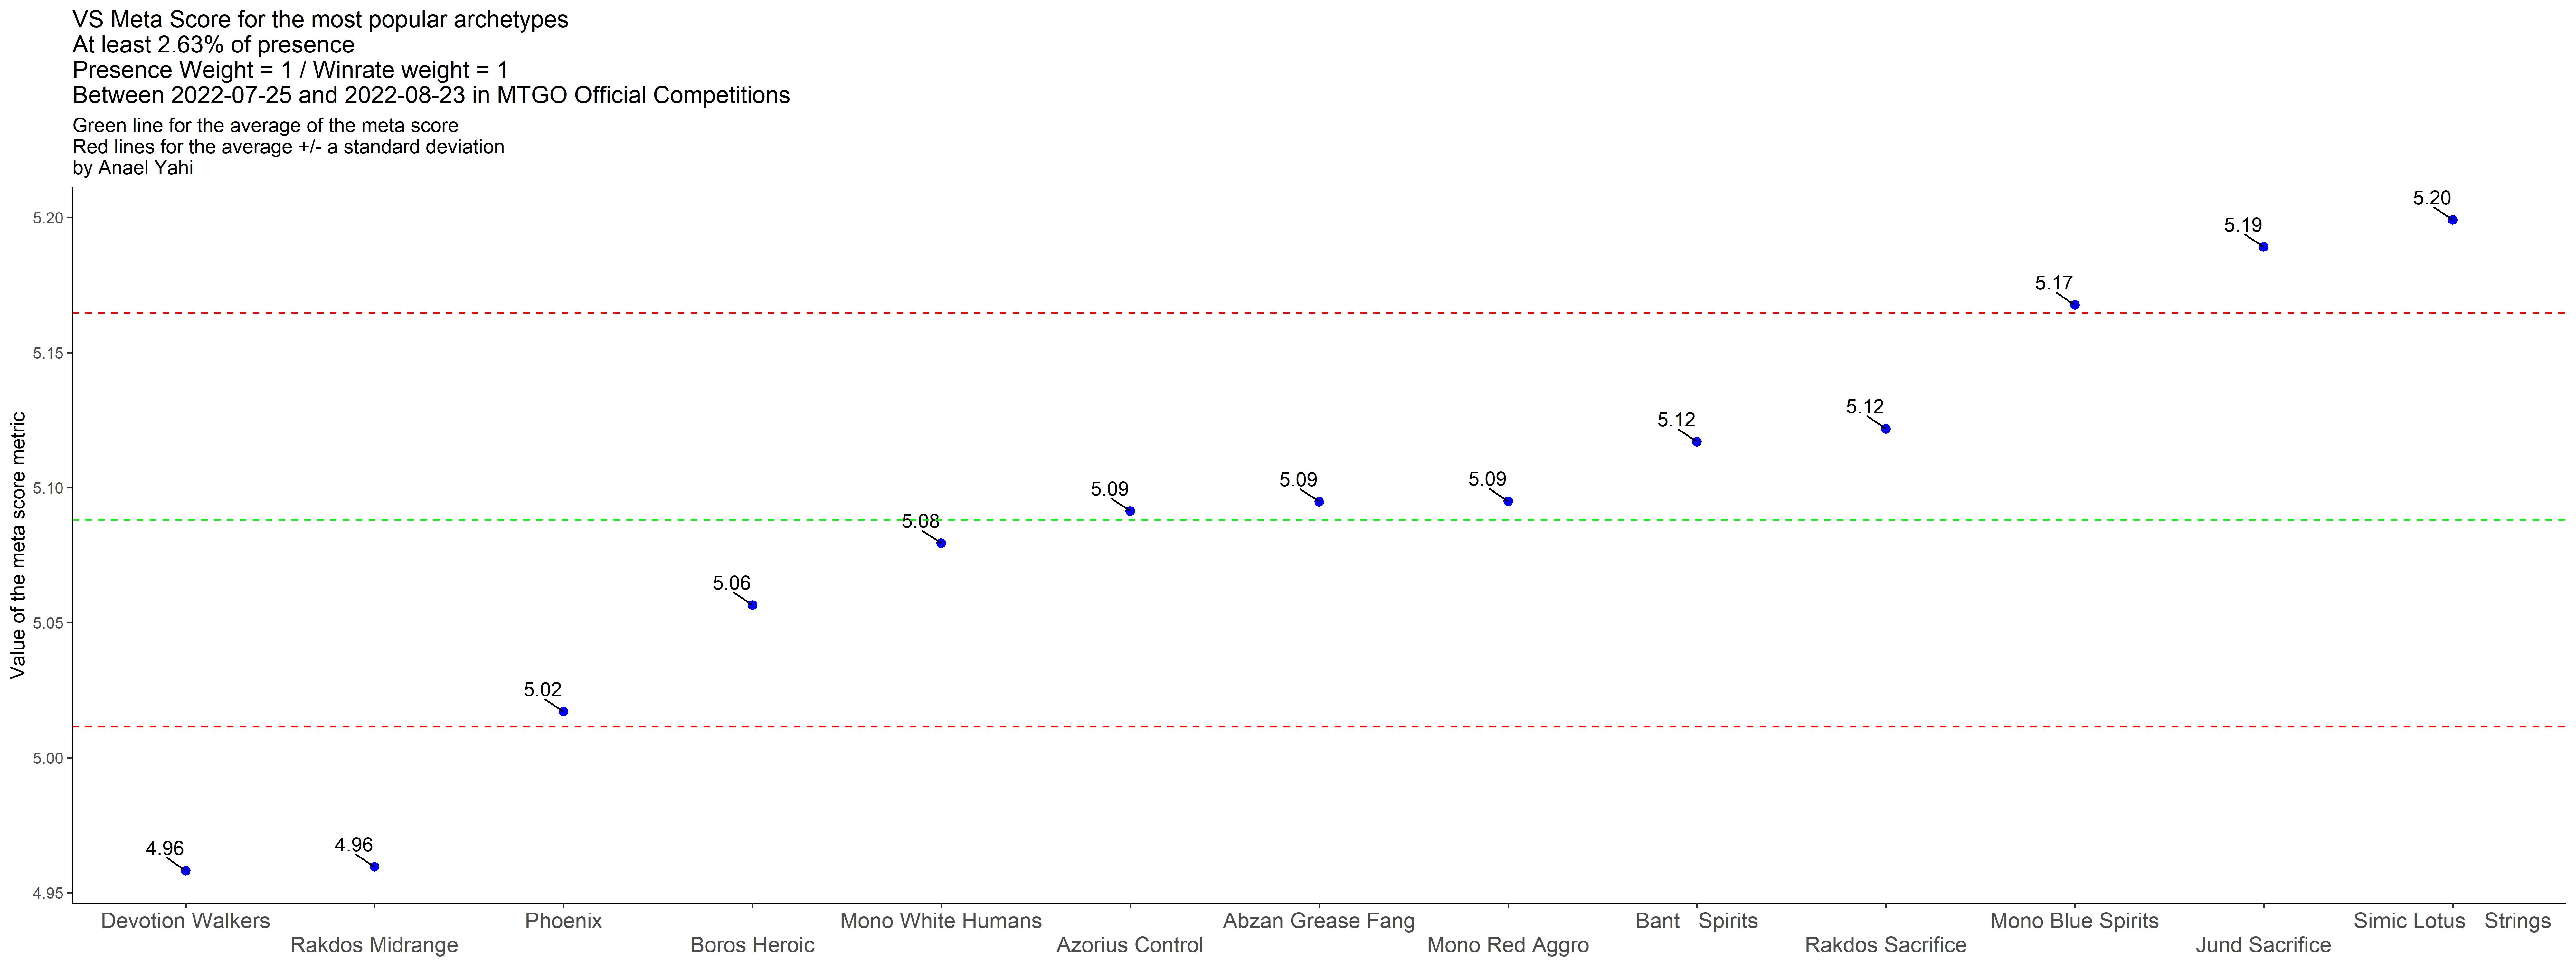 VS Meta Score for the most popular archetypes
At least 2.63% of presence
Presence Weight = 1 / Winrate weight = 1
Between 2022-07-25 and 2022-08-23 in MTGO Official Competitions
Green line for the average of the meta score
Red lines for the average +/- a standard deviation
by Anael Yahi
Value of the meta score metric
5.20
5.15
5.10
5.05
5.00
4.95
4.96
4.96
5.02
5.06
5.08
5.09
5.09
5.09
5.12
5.12
5.17
5.19
5.20
Devotion Walkers
Rakdos Midrange
Phoenix
Boros Heroic
Mono White Humans
Azorius Control
Abzan Grease Fang
Mono Red Aggro
Bant Spirits
Rakdos Sacrifice
Mono Blue Spirits
Jund Sacrifice
Simic Lotus Strings